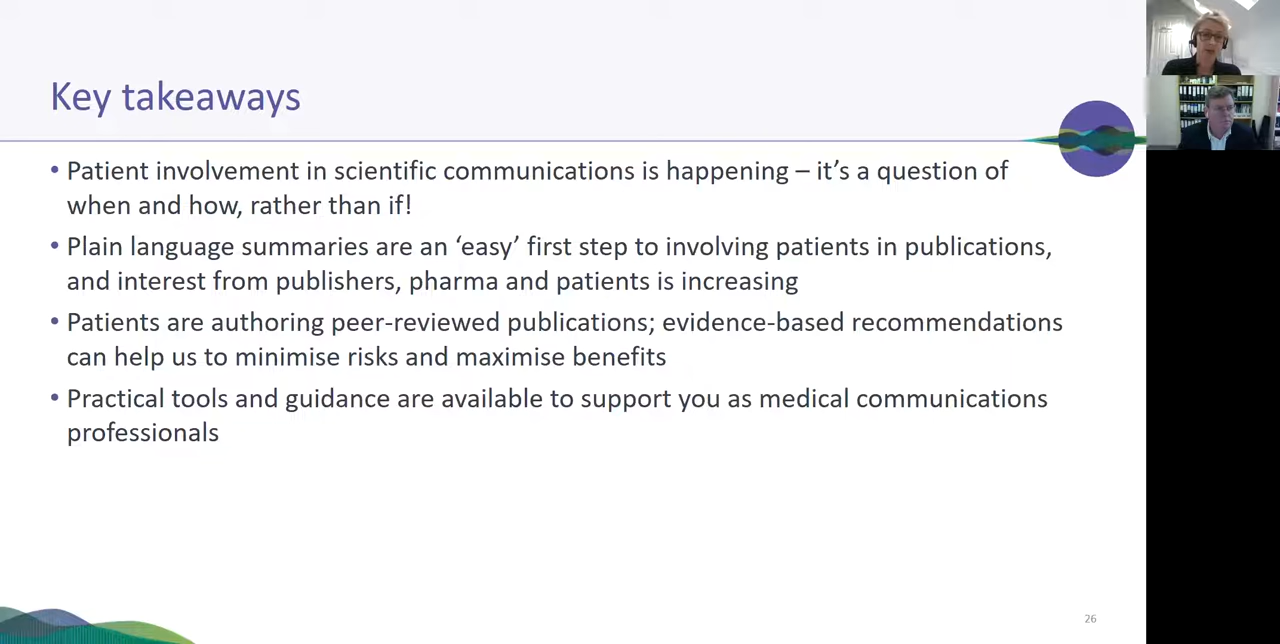 Key takeaways
• Patient involvement in scientific communications is happening – it’s a question of
when and how, rather than if!
• Plain language summaries are an ‘easy’ first step to involving patients in publications,
and interest from publishers, pharma and patients is increasing
• Patients are authoring peer-reviewed publications; evidence-based recommendations
can help us to minimise risks and maximise benefits
• Practical tools and guidance are available to support you as medical communications
professionals
26